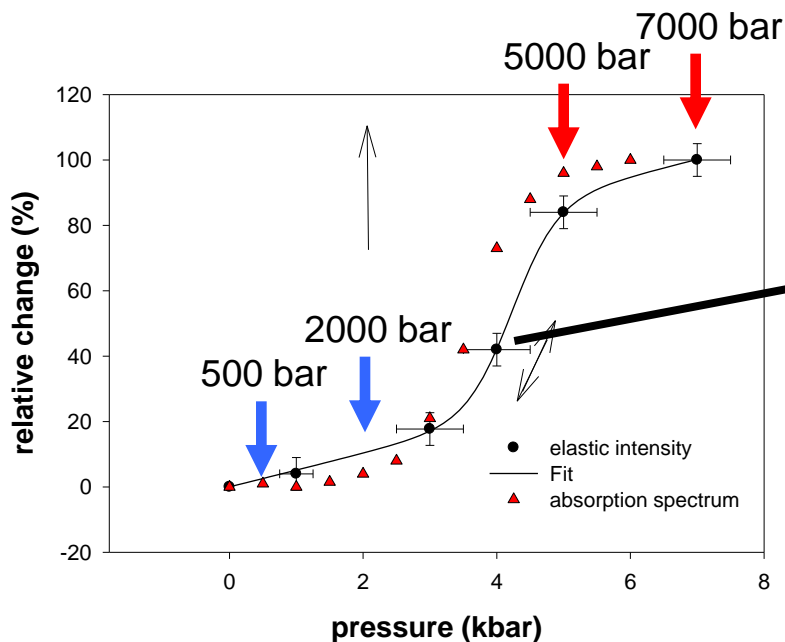 7000 bar
5000 bar
120
100
80
60
40
20
0
-20
relative change (%)
2000 bar
500 bar
elastic intensity
Fit
absorption spectrum
0
2
4
6
8
pressure (kbar)